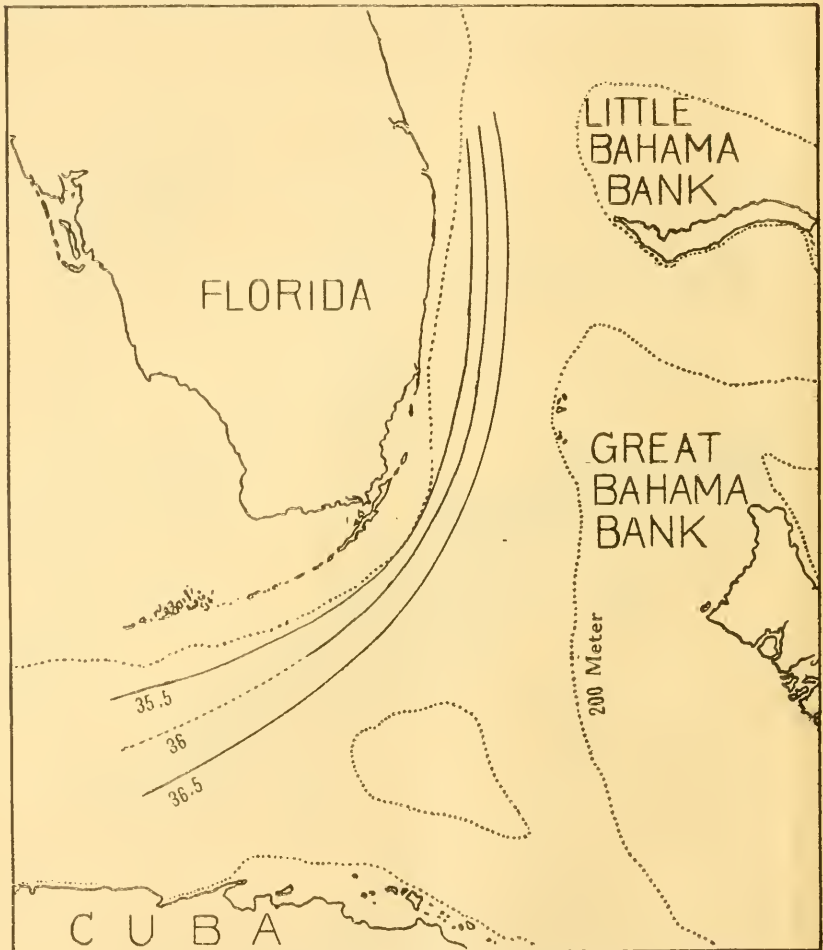 LITTLE
BAHAMA
BANK
FLORIDA
GREAT
BAHAMA
BANK
200 Meter
35.5
36
36.5
CUBA